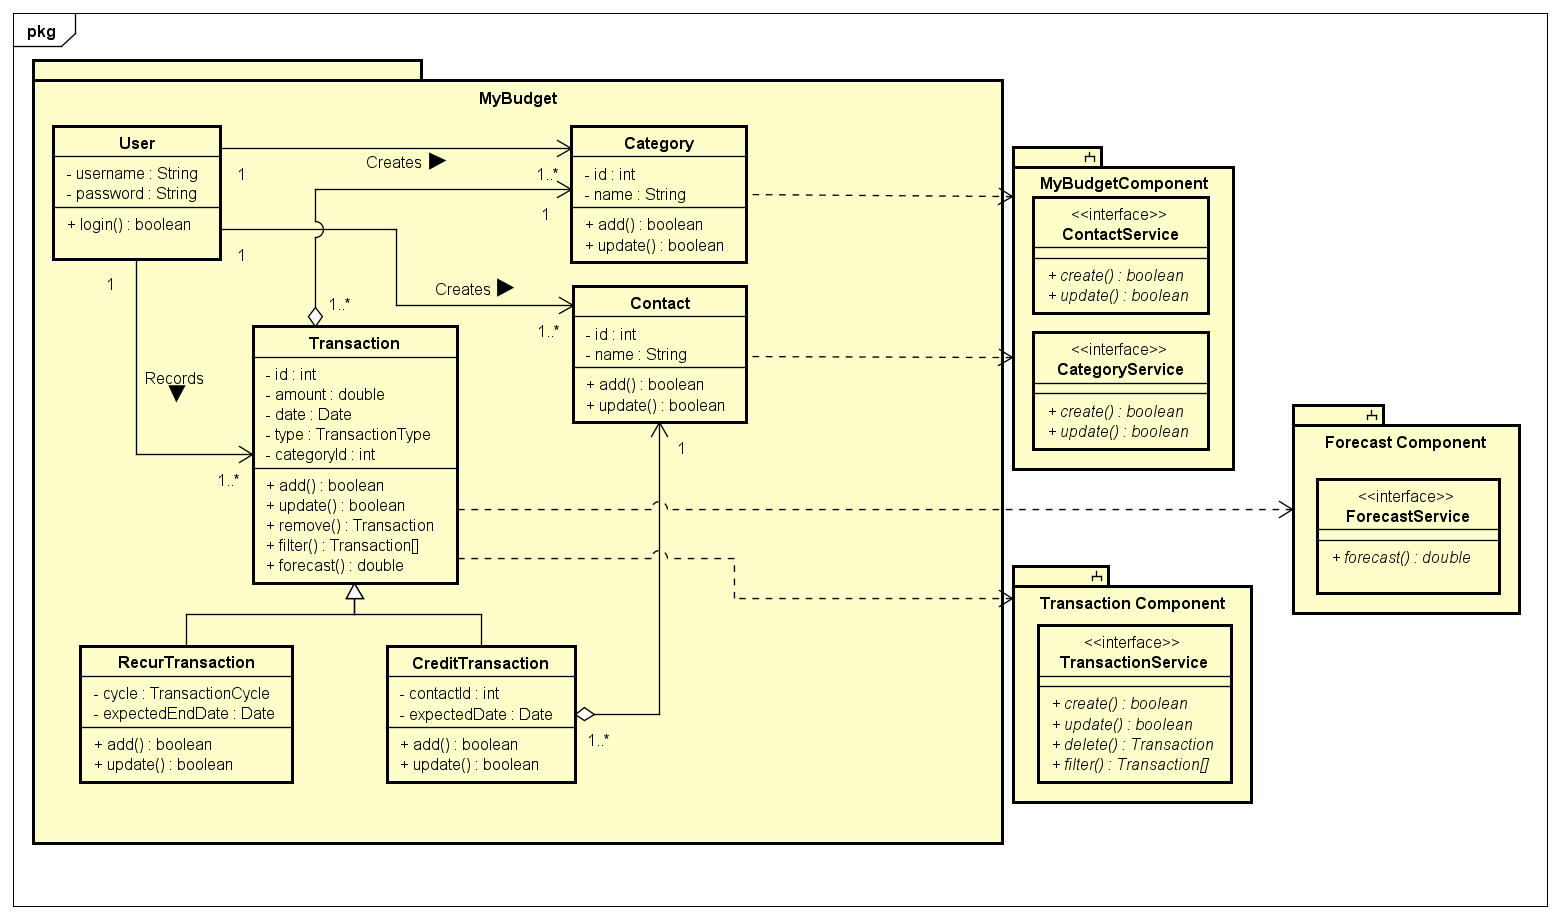 pkg
MyBudget
User
- username : String
- password : String
+ login() : boolean
Category
- id : int
- name : String
+ add() : boolean
+ update() : boolean
Creates
1
1..*
1
1
Creates
1..*
Contact
- id : int
- name : String
+ add() : boolean
+ update() : boolean
1
1..*
Records
1
1..*
Transaction
- id : int
- amount : double
- date : Date
- type : TransactionType
- categoryId : int
+ add() : boolean
+ update() : boolean
+ remove() : Transaction
+ filter() : Transaction[]
+ forecast() : double
RecurTransaction
- cycle : TransactionCycle
- expectedEndDate : Date
+ add() : boolean
+ update() : boolean
CreditTransaction
- contactId : int
- expectedDate : Date
+ add() : boolean
+ update() : boolean
1..*
MyBudgetComponent
<<interface>>
ContactService
+ create() : boolean
+ update() : boolean
<<interface>>
CategoryService
+ create() : boolean
+ update() : boolean
Forecast Component
<<interface>>
ForecastService
+ forecast() : double
Transaction Component
<<interface>>
TransactionService
+ create() : boolean
+ update() : boolean
+ delete() : Transaction
+ filter() : Transaction[]